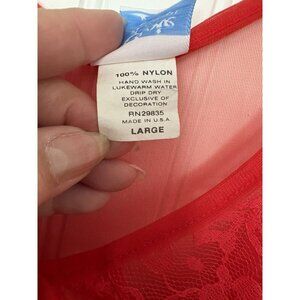 100% NYLON
HAND WASH IN
LUKEWARM WATER
DRIP DRY
EXCLUSIVE OF
DECORATION
RN29835
MADE IN U.S.A.
LARGE